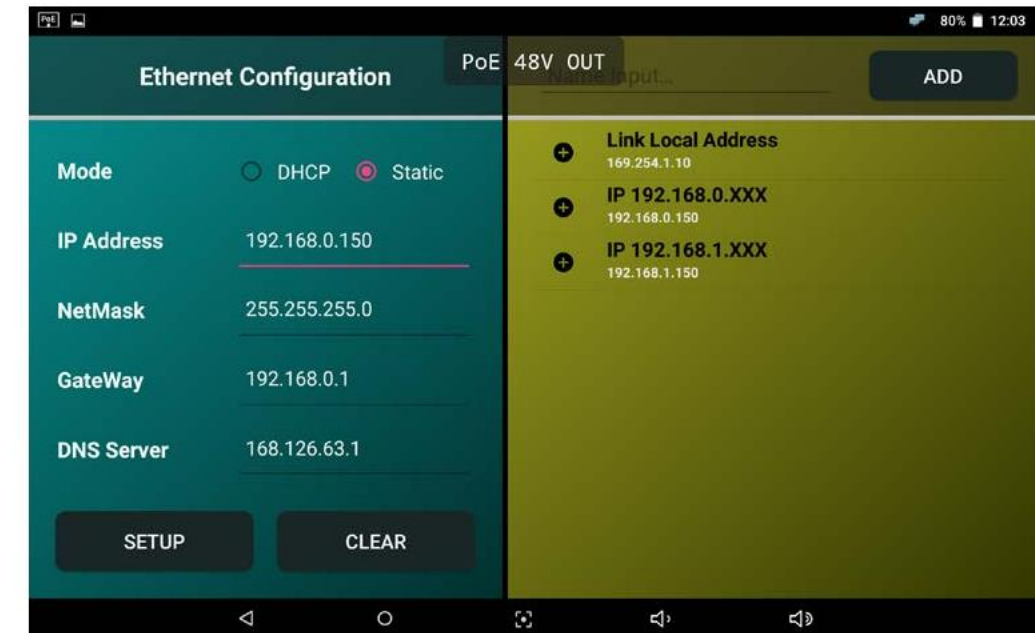 PoE
80% 12:03
Ethernet Configuration
PoE 48V OUT
Name Input...
ADD
Mode
DHCP
Static
IP Address
192.168.0.150
NetMask
255.255.255.0
GateWay
192.168.0.1
DNS Server
168.126.63.1
SETUP
CLEAR
Link Local Address
169.254.1.10
IP 192.168.0.XXX
192.168.0.150
IP 192.168.1.XXX
192.168.1.150